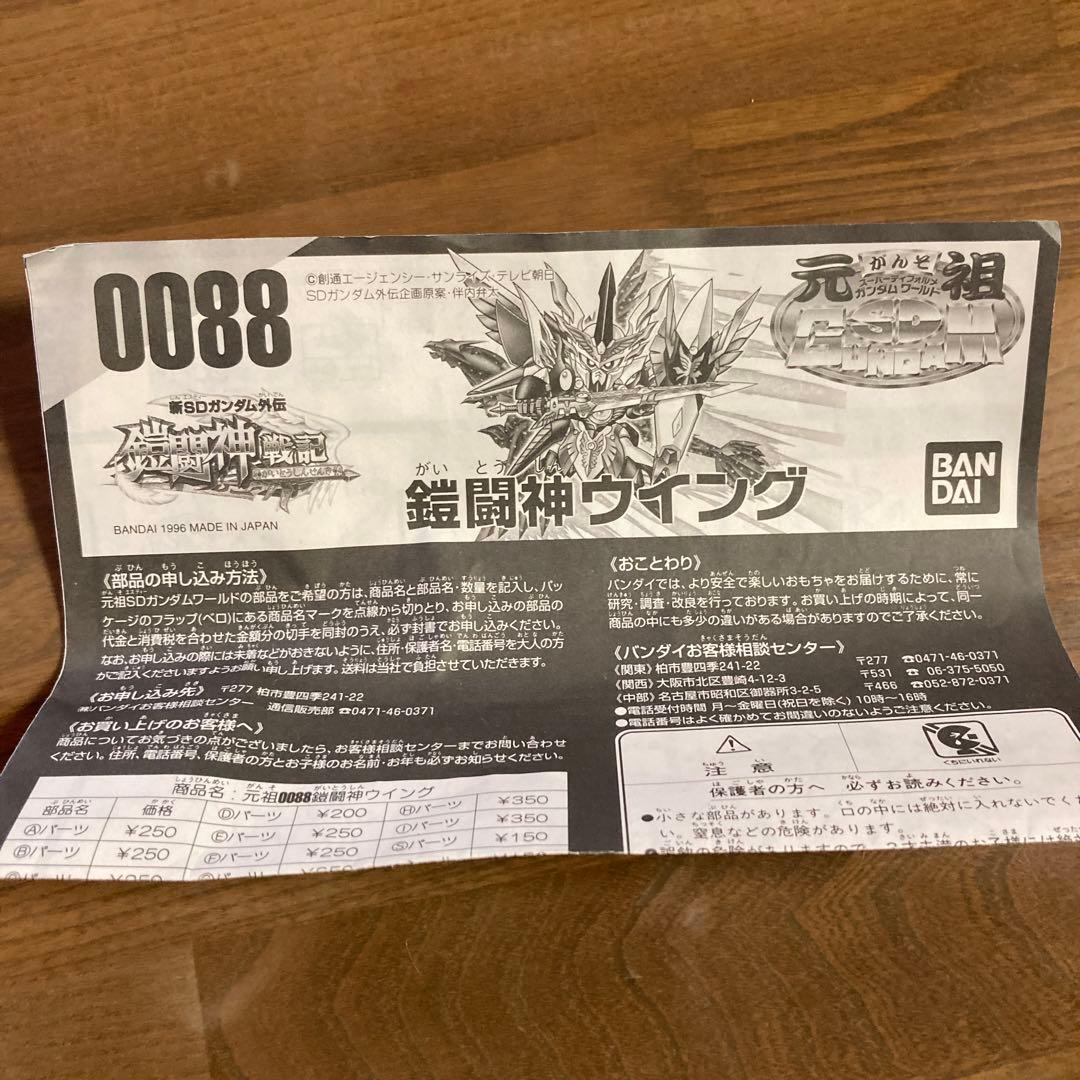 0088
©創通エージェンシー・サンライズ・テレビ朝日
SDガンダム外伝企画原案・伴内弁太
元祖
がんそ
スーパーディフォルメ
ガンダムワールド
SD
GUNDAM
新SDガンダム外伝
鎧闘神戦記
がいとうしんせんき
BANDAI 1996 MADE IN JAPAN
がいとうしん
鎧闘神ウイング
BAN
DAI
《部品の申し込み方法》
元祖SDガンダムワールドの部品をご希望の方は、商品名と部品名・数量を記入し、パッ
ケージのフラップ(ベロ)にある商品名マークを点線から切りとり、お申し込みの部品の
代金と消費税を合わせた金額分の切手を同封のうえ、必ず封書でお申し込みください。
なお、お申し込みの際には未着などがおきないように、住所・保護者名・電話番号を大人の方
がご記入くださいますようお願い申し上げます。送料は当社で負担させていただきます。
《お申し込み先》 〒277 柏市豊四季241-22
㈱バンダイお客様相談センター 通信販売部 ☎0471-46-0371
《お買い上げのお客様へ》
商品についてお気づきの点がございましたら、お客様相談センターまでお問い合わせ
ください。住所、電話番号、保護者の方とお子様のお名前・お年も必ずお知らせください。
商品名：元祖0088鎧闘神ウイング
部品名 価格 Ⓓパーツ ¥200 Ⓗパーツ ¥350
Ⓐパーツ ¥250 Ⓔパーツ ¥350
Ⓑパーツ ¥250 Ⓕパーツ ¥250 Ⓢパーツ ¥150
《おことわり》
バンダイでは、より安全で楽しいおもちゃをお届けするために、常に
研究・調査・改良を行っております。お買い上げの時期によって、同一
商品の中にも多少の違いがある場合がありますのでご了承ください。
《バンダイお客様相談センター》
〔関東〕柏市豊四季241-22 〒277 ☎0471-46-0371
〔関西〕大阪市北区豊崎4-12-3 〒531 ☎06-375-5050
〔中部〕名古屋市昭和区御器所3-2-5 〒466 ☎052-872-0371
●電話受付時間 月〜金曜日(祝日を除く)10時〜16時
●電話番号はよく確かめてお間違いのないようご注意ください。
注意
くちにいれない
保護者の方へ 必ずお読みください。
●小さな部品があります。口の中には絶対に入れないでくだ
い。窒息などの危険があります。